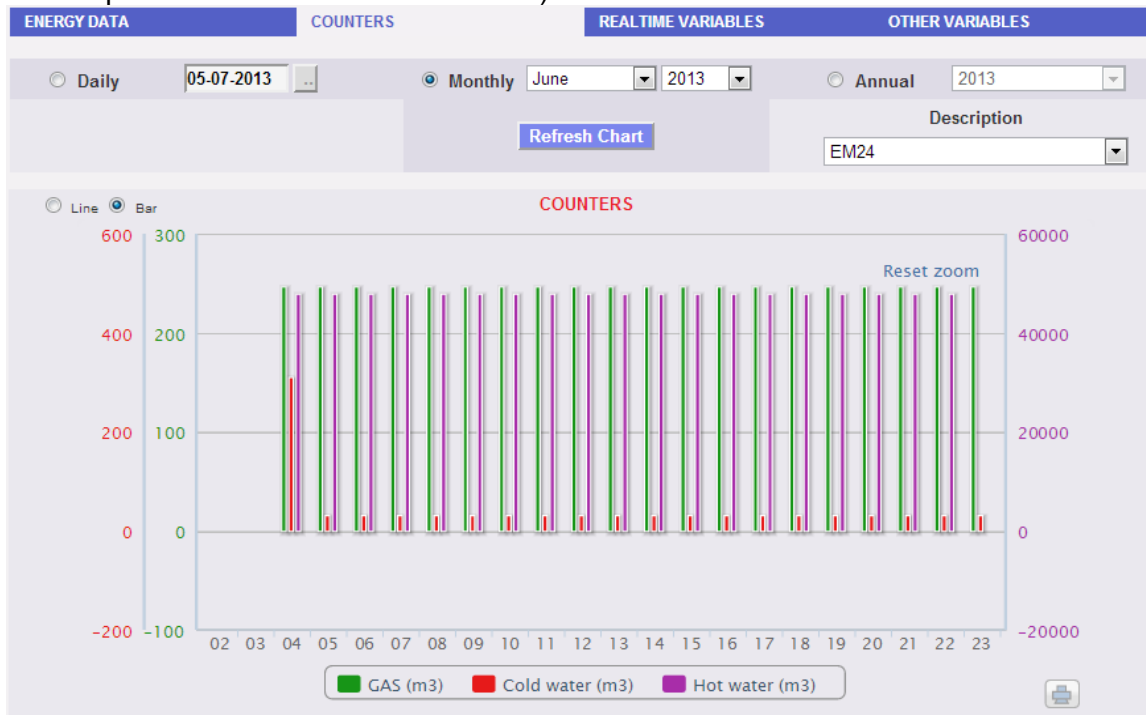 ENERGY DATA COUNTERS REALTIME VARIABLES OTHER VARIABLES
Daily 05-07-2013 .. Monthly June 2013 Annual 2013
Description
Refresh Chart
EM24
Line Bar COUNTERS
600 300 60000
Reset zoom
400 200 40000
200 100 20000
0 0 0
-200 -100 -20000
02 03 04 05 06 07 08 09 10 11 12 13 14 15 16 17 18 19 20 21 22 23
GAS (m3) Cold water (m3) Hot water (m3)